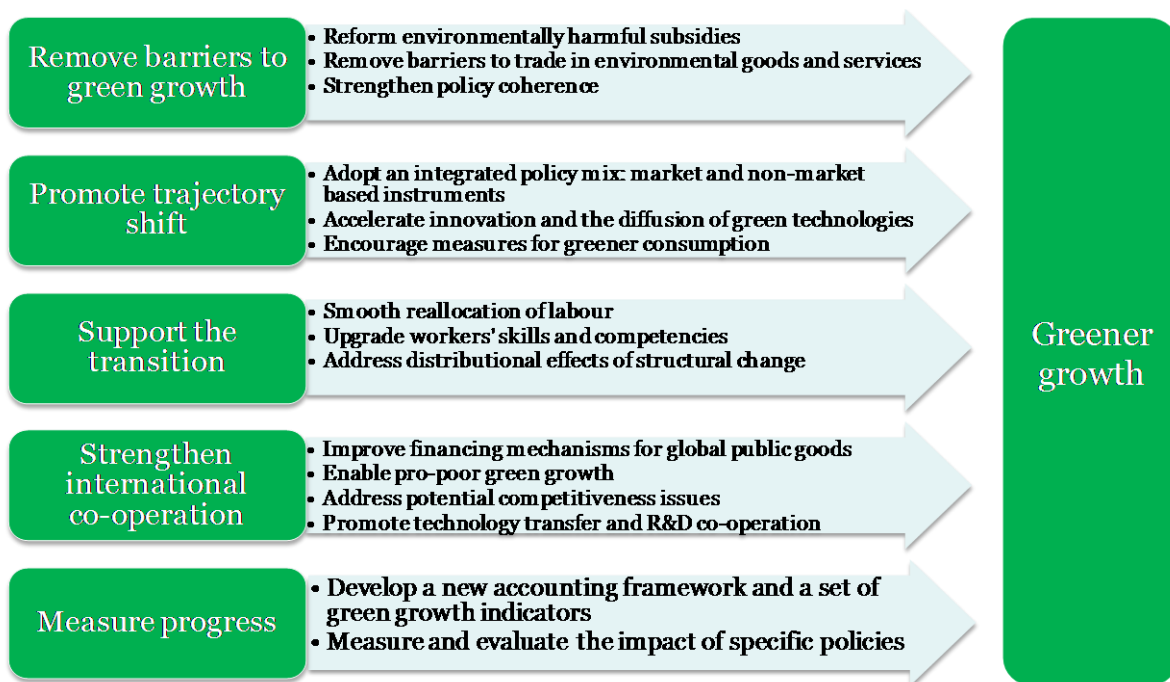 Remove barriers to
green growth
• Reform environmentally harmful subsidies
• Remove barriers to trade in environmental goods and services
• Strengthen policy coherence
Promote trajectory
shift
• Adopt an integrated policy mix: market and non-market
based instruments
• Accelerate innovation and the diffusion of green technologies
• Encourage measures for greener consumption
Support the
transition
• Smooth reallocation of labour
• Upgrade workers' skills and competencies
• Address distributional effects of structural change
Strengthen
international
co-operation
• Improve financing mechanisms for global public goods
• Enable pro-poor green growth
• Address potential competitiveness issues
• Promote technology transfer and R&D co-operation
Measure progress
• Develop a new accounting framework and a set of
green growth indicators
• Measure and evaluate the impact of specific policies
Greener
growth